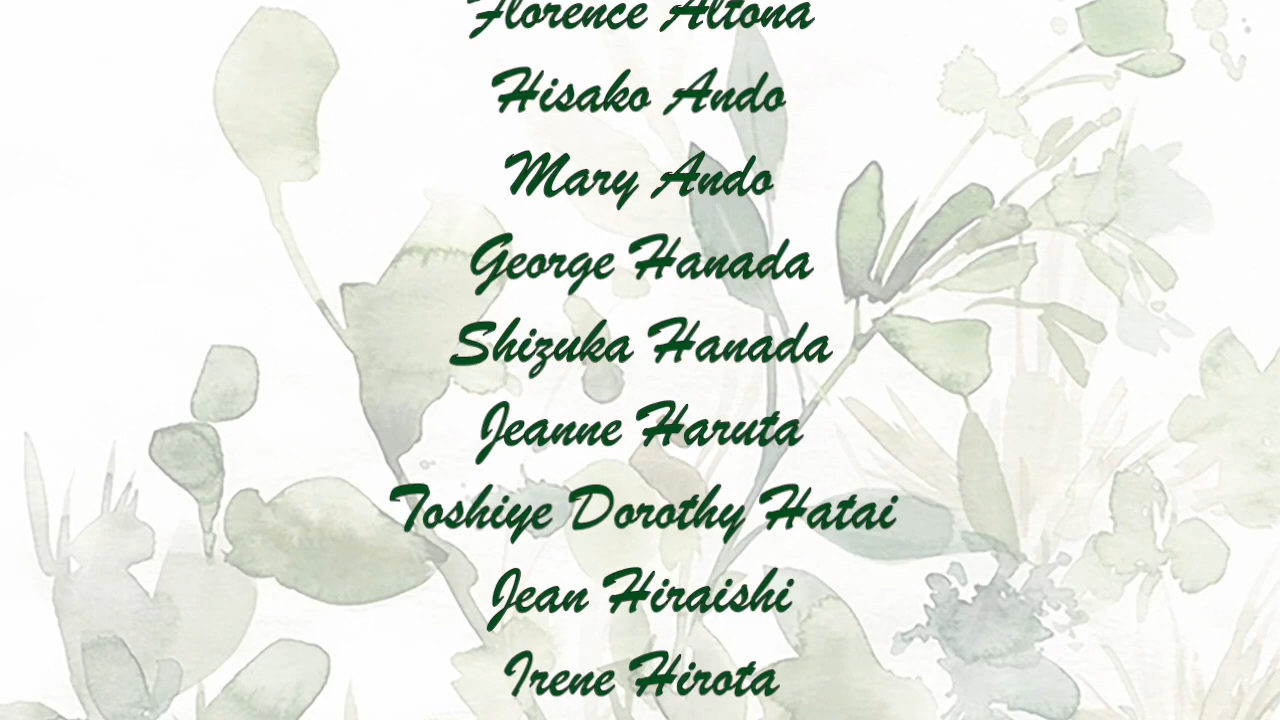 Florence Altona
Hisako Ando
Mary Ando
George Hanada
Shizuka Hanada
Jeanne Haruta
Toshiye Dorothy Hatai
Jean Hiraishi
Irene Hirota